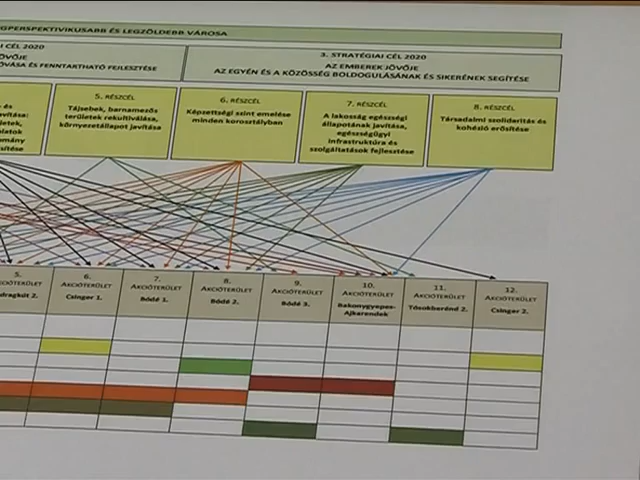 GPERSPEKTIVIKUSABB ÉS LEGZÖLDEBB VÁROSA
CÉL 2020
JÖVŐJE
ÉS FENNTARTHATÓ FEJLESZTÉSE
3. STRATÉGIAI CÉL 2020
AZ EMBEREK JÖVŐJE
AZ EGYÉN ÉS A KÖZÖSSÉG BOLDOGULÁSÁNAK ÉS SIKERÉNEK SEGÍTÉSE
5. RÉSZCÉL
Tájsebek, barnamezős
területek rekultiválása,
környezetállapot javítása
6. RÉSZCÉL
Képzettségi szint emelése
minden korosztályban
7. RÉSZCÉL
A lakosság egészségi
állapotának javítása,
egészségügyi
infrastruktúra és
szolgáltatások fejlesztése
8. RÉSZCÉL
Társadalmi szolidaritás és
kohézió erősítése
5.
AKCIÓTERÜLET
dragkút 2.
6.
AKCIÓTERÜLET
Csinger 1.
7.
AKCIÓTERÜLET
Bódé 1.
8.
AKCIÓTERÜLET
Bódé 2.
9.
AKCIÓTERÜLET
Bódé 3.
10.
AKCIÓTERÜLET
Bakonygyepes-
Ajkarendek
11.
AKCIÓTERÜLET
Tósokberénd 2.
12.
AKCIÓTERÜLET
Csinger 2.